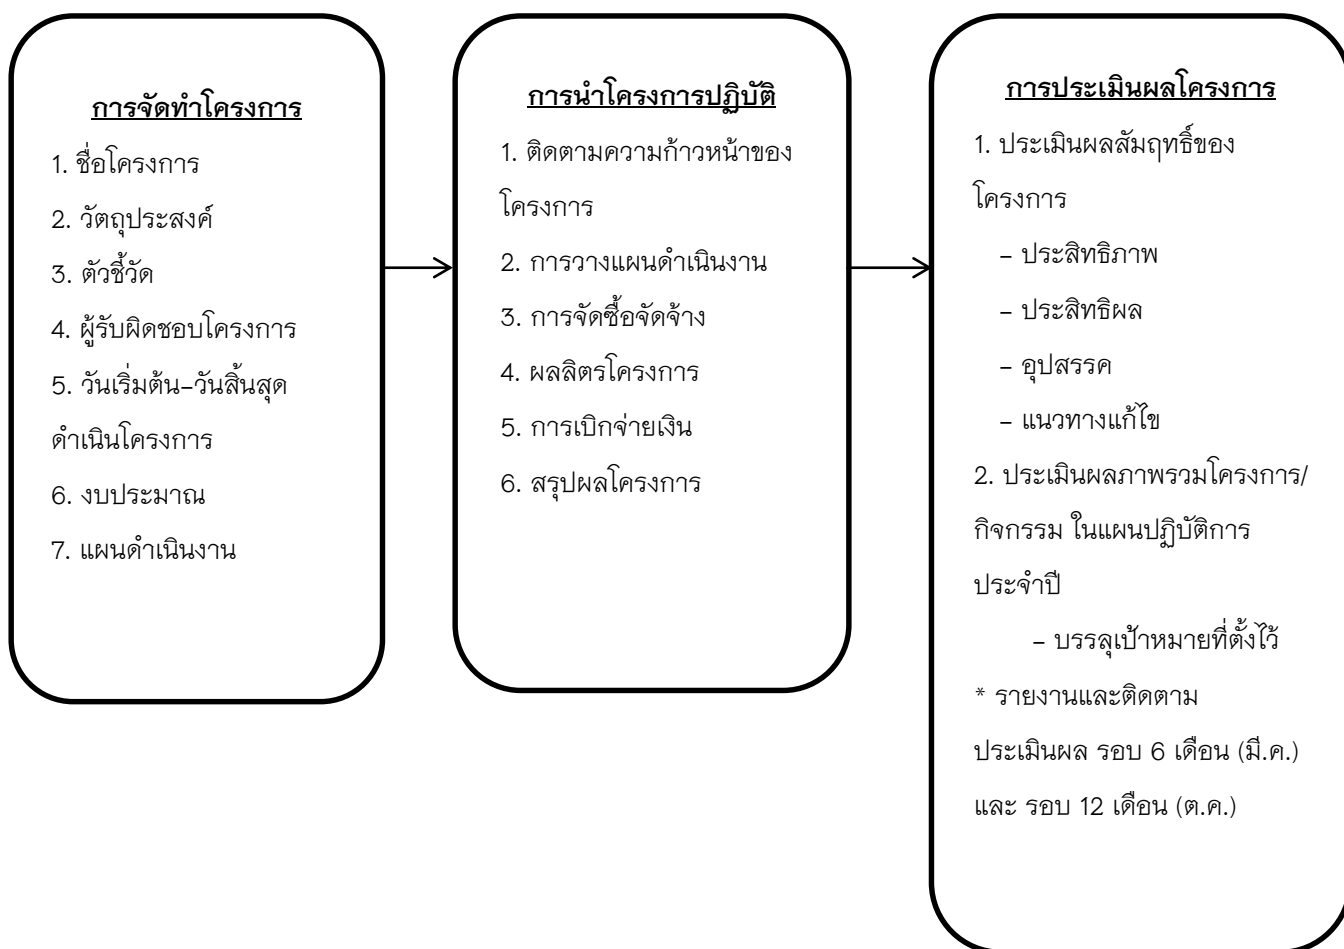 การจัดทำโครงการ
1. ชื่อโครงการ
2. วัตถุประสงค์
3. ตัวชี้วัด
4. ผู้รับผิดชอบโครงการ
5. วันเริ่มต้น–วันสิ้นสุด
ดำเนินโครงการ
6. งบประมาณ
7. แผนดำเนินงาน
การนำโครงการปฏิบัติ
1. ติดตามความก้าวหน้าของ
โครงการ
2. การวางแผนดำเนินงาน
3. การจัดซื้อจัดจ้าง
4. ผลลิตรโครงการ
5. การเบิกจ่ายเงิน
6. สรุปผลโครงการ
การประเมินผลโครงการ
1. ประเมินผลสัมฤทธิ์ของ
โครงการ
– ประสิทธิภาพ
– ประสิทธิผล
– อุปสรรค
– แนวทางแก้ไข
2. ประเมินผลภาพรวมโครงการ/
กิจกรรม ในแผนปฏิบัติการ
ประจำปี
– บรรลุเป้าหมายที่ตั้งไว้
* รายงานและติดตาม
ประเมินผล รอบ 6 เดือน (มี.ค.)
และ รอบ 12 เดือน (ต.ค.)